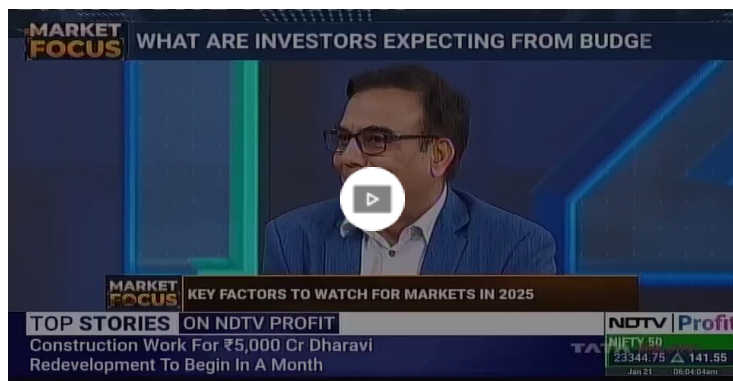 MARKET
FOCUS
WHAT ARE INVESTORS EXPECTING FROM BUDGE
MARKET
FOCUS
KEY FACTORS TO WATCH FOR MARKETS IN 2025
TOP STORIES ON NDTV PROFIT
NDTV Profit
Construction Work For ₹5,000 Cr Dharavi
Redevelopment To Begin In A Month
TATA
NIFTY 50
23344.75 △ 141.55
Jan 21 06:04:04am